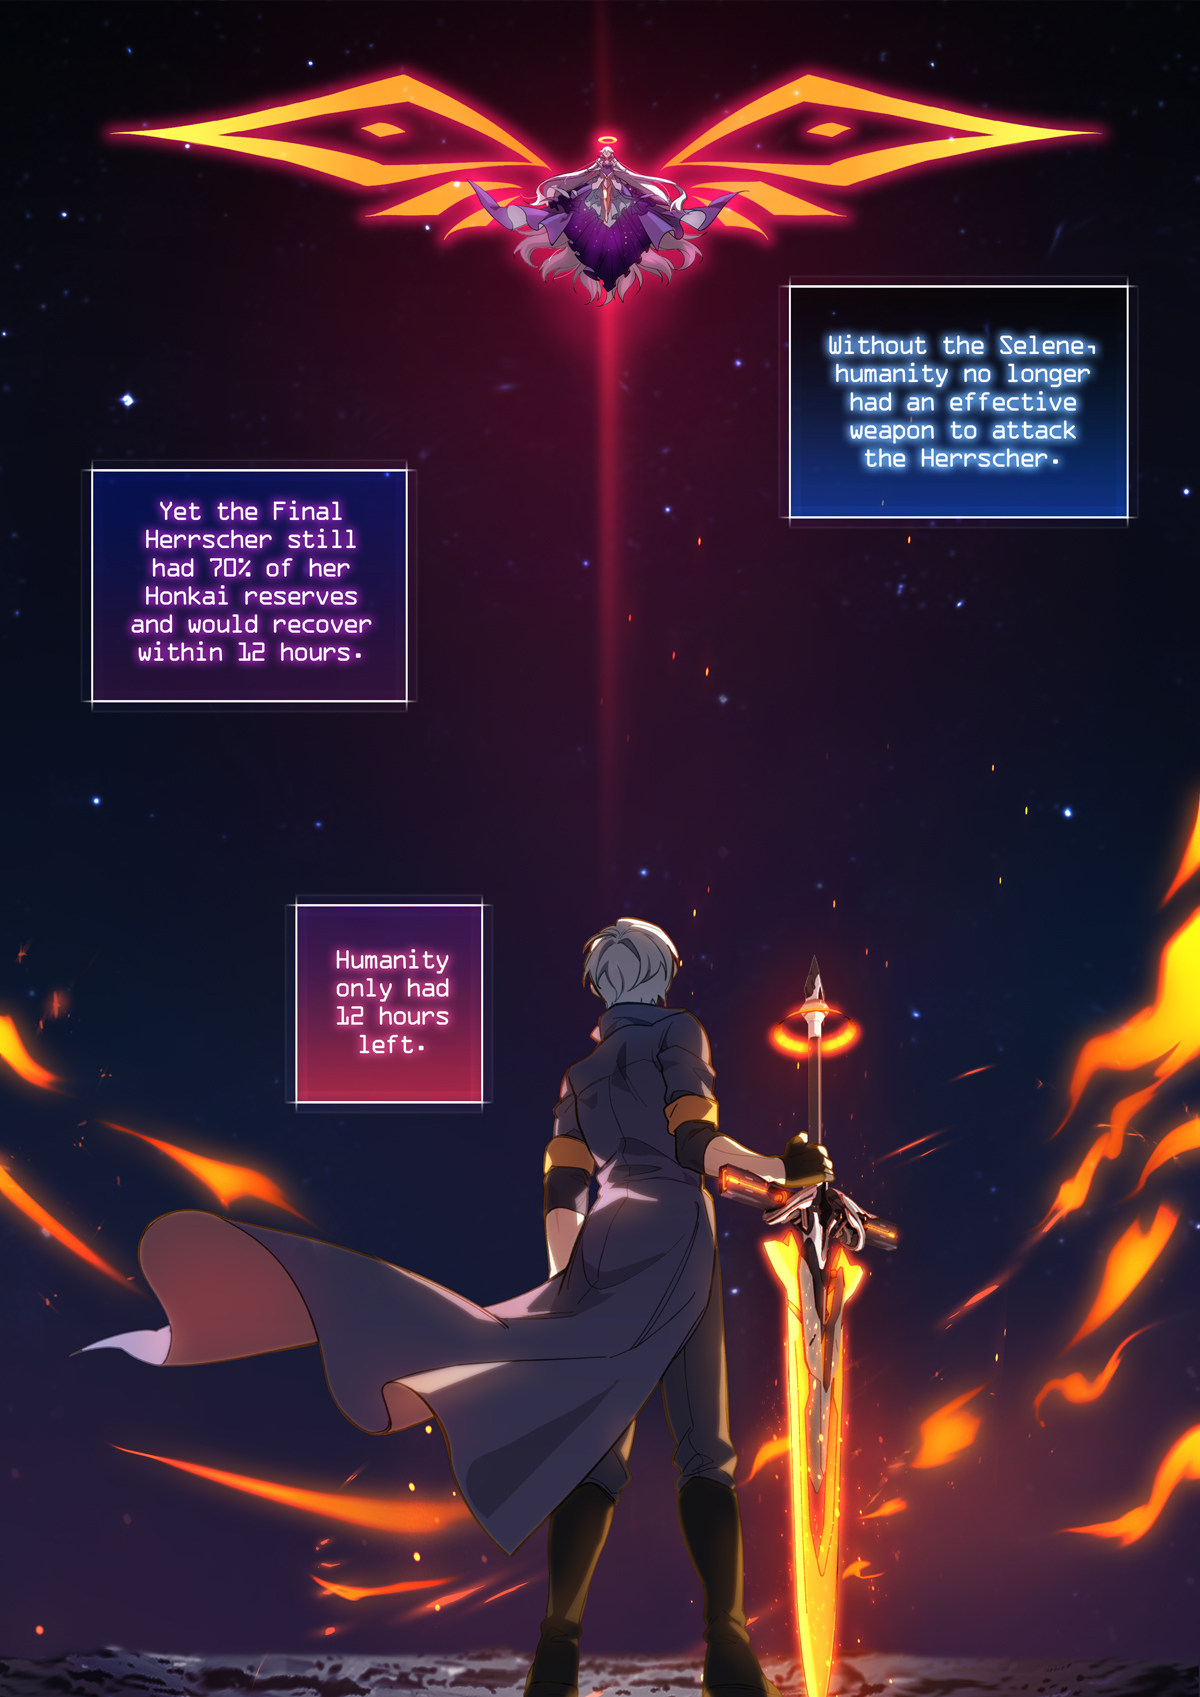 Without the Selene,
humanity no longer
had an effective
weapon to attack
the Herrscher.
Yet the Final
Herrscher still
had 70% of her
Honkai reserves
and would recover
within 12 hours.
Humanity
only had
12 hours
left.